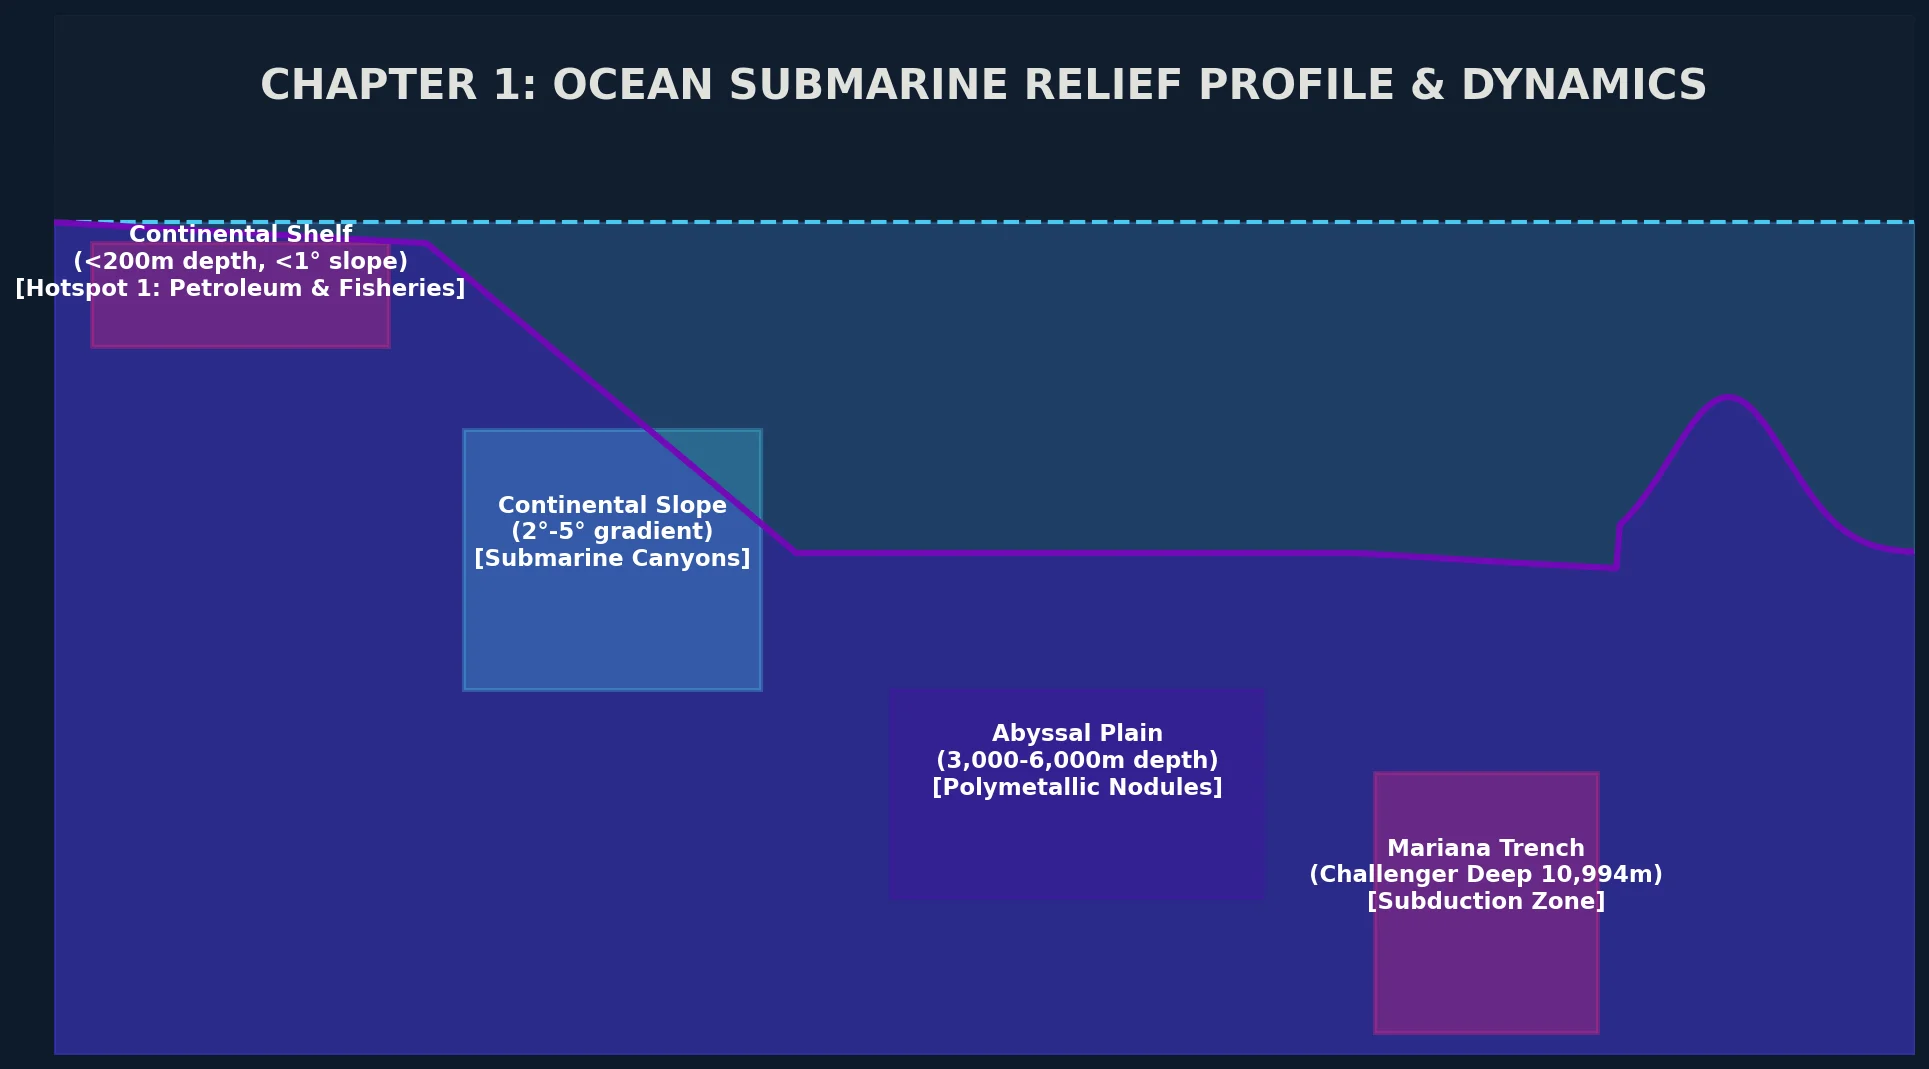 CHAPTER 1: OCEAN SUBMARINE RELIEF PROFILE & DYNAMICS
Continental Shelf
(<200m depth, <1° slope)
[Hotspot 1: Petroleum & Fisheries]
Continental Slope
(2°-5° gradient)
[Submarine Canyons]
Abyssal Plain
(3,000-6,000m depth)
[Polymetallic Nodules]
Mariana Trench
(Challenger Deep 10,994m)
[Subduction Zone]